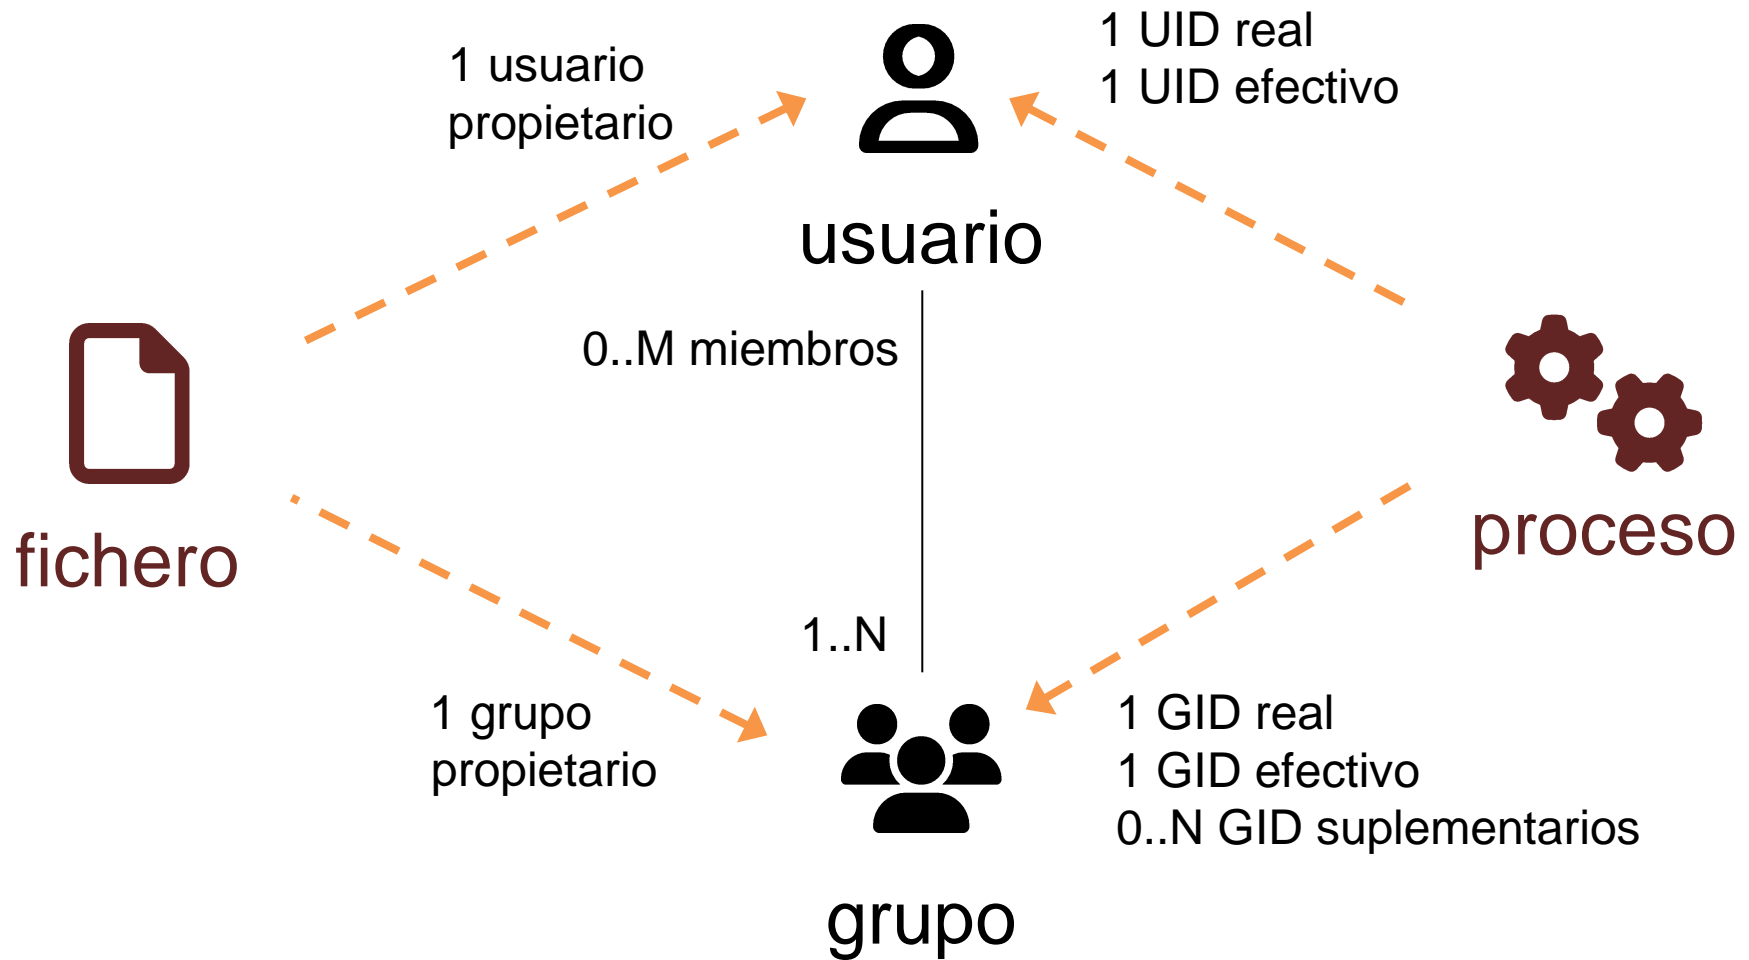 1 usuario
propietario
1 UID real
1 UID efectivo
usuario
0..M miembros
fichero
proceso
1..N
1 grupo
propietario
1 GID real
1 GID efectivo
0..N GID suplementarios
grupo